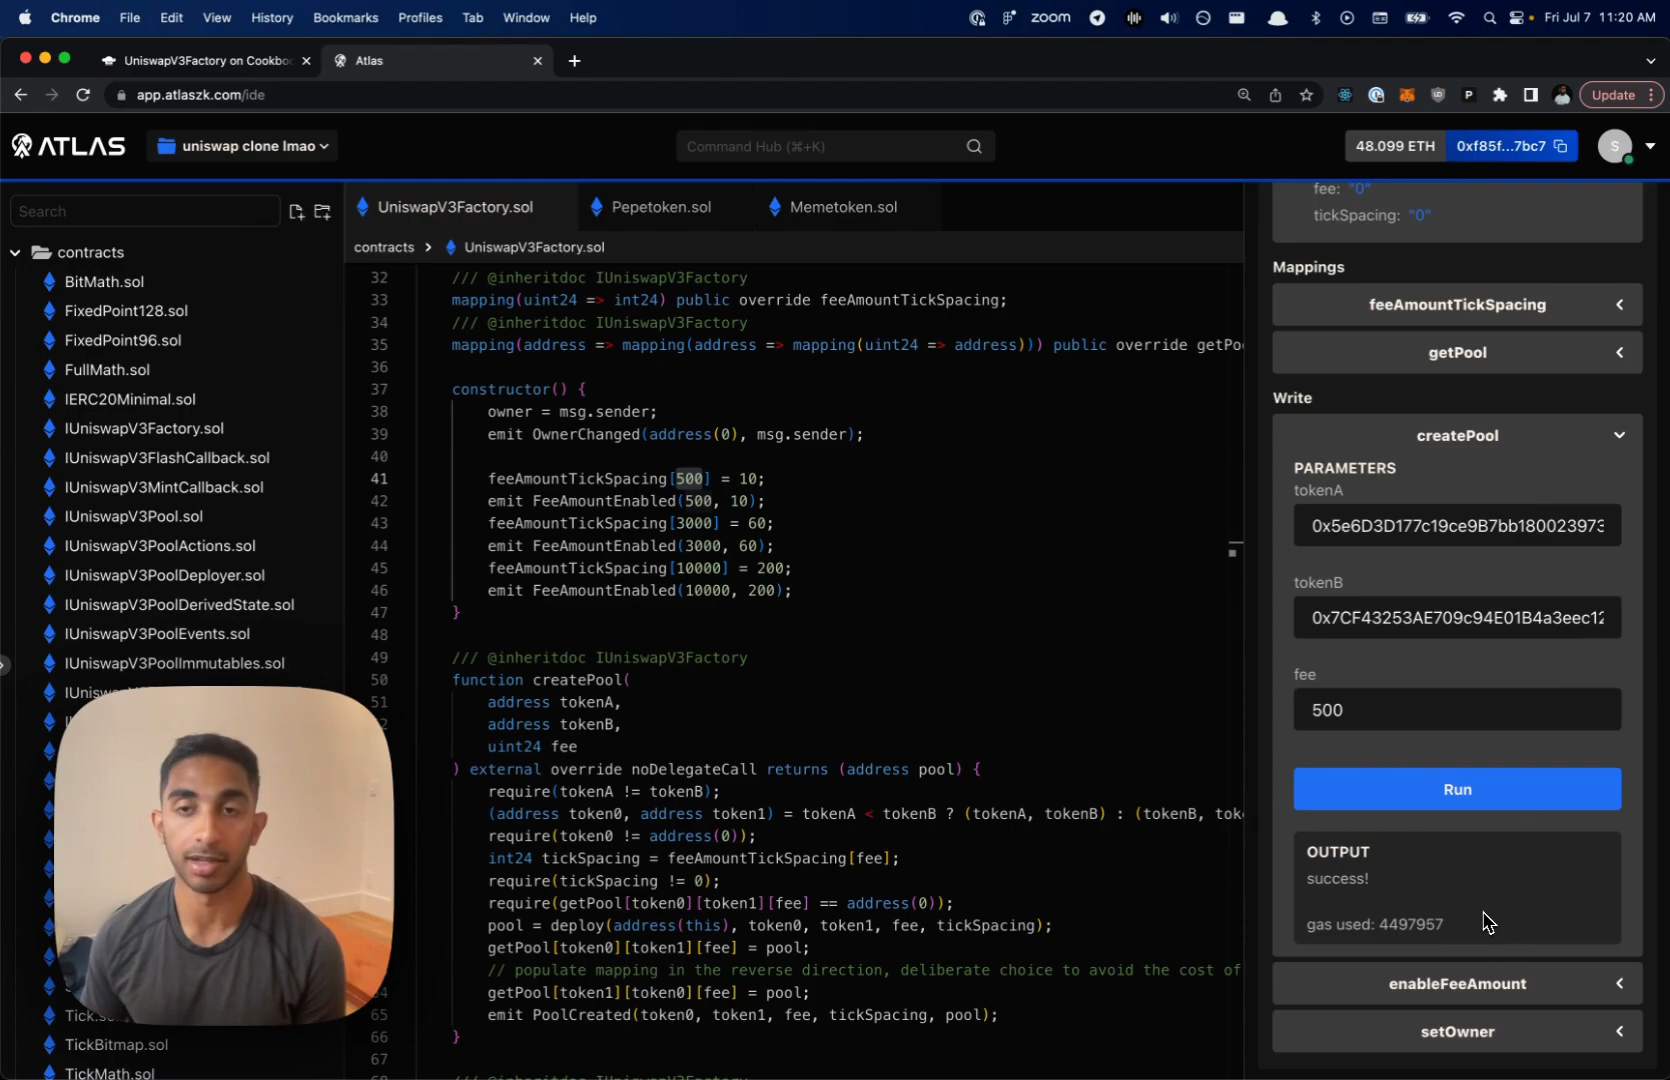 Chrome File Edit View History Bookmarks Profiles Tab Window Help
zoom Fri Jul 7 11:20 AM
UniswapV3Factory on Cookbo
Atlas
app.atlaszk.com/ide
Update
ATLAS
uniswap clone lmao
Command Hub (⌘+K)
48.099 ETH
0xf85f...7bc7
S
Search
contracts
BitMath.sol
FixedPoint128.sol
FixedPoint96.sol
FullMath.sol
IERC20Minimal.sol
IUniswapV3Factory.sol
IUniswapV3FlashCallback.sol
IUniswapV3MintCallback.sol
IUniswapV3Pool.sol
IUniswapV3PoolActions.sol
IUniswapV3PoolDeployer.sol
IUniswapV3PoolDerivedState.sol
IUniswapV3PoolEvents.sol
IUniswapV3PoolImmutables.sol
TickBitmap.sol
TickMath.sol
UniswapV3Factory.sol
Pepetoken.sol
Memetoken.sol
contracts > UniswapV3Factory.sol
32 /// @inheritdoc IUniswapV3Factory
33 mapping(uint24 => int24) public override feeAmountTickSpacing;
34 /// @inheritdoc IUniswapV3Factory
35 mapping(address => mapping(address => mapping(uint24 => address))) public override getPo
36
37 constructor() {
38 owner = msg.sender;
39 emit OwnerChanged(address(0), msg.sender);
40
41 feeAmountTickSpacing[500] = 10;
42 emit FeeAmountEnabled(500, 10);
43 feeAmountTickSpacing[3000] = 60;
44 emit FeeAmountEnabled(3000, 60);
45 feeAmountTickSpacing[10000] = 200;
46 emit FeeAmountEnabled(10000, 200);
47 }
48
49 /// @inheritdoc IUniswapV3Factory
50 function createPool(
51 address tokenA,
2 address tokenB,
uint24 fee
) external override noDelegateCall returns (address pool) {
require(tokenA != tokenB);
(address token0, address token1) = tokenA < tokenB ? (tokenA, tokenB) : (tokenB, tok
require(token0 != address(0));
int24 tickSpacing = feeAmountTickSpacing[fee];
require(tickSpacing != 0);
require(getPool[token0][token1][fee] == address(0));
pool = deploy(address(this), token0, token1, fee, tickSpacing);
getPool[token0][token1][fee] = pool;
// populate mapping in the reverse direction, deliberate choice to avoid the cost of
64 getPool[token1][token0][fee] = pool;
65 emit PoolCreated(token0, token1, fee, tickSpacing, pool);
66 }
67
fee: "0"
tickSpacing: "0"
Mappings
feeAmountTickSpacing
getPool
Write
createPool
PARAMETERS
tokenA
0x5e6D3D177c19ce9B7bb180023973
tokenB
0x7CF43253AE709c94E01B4a3eec12
fee
500
Run
OUTPUT
success!
gas used: 4497957
enableFeeAmount
setOwner